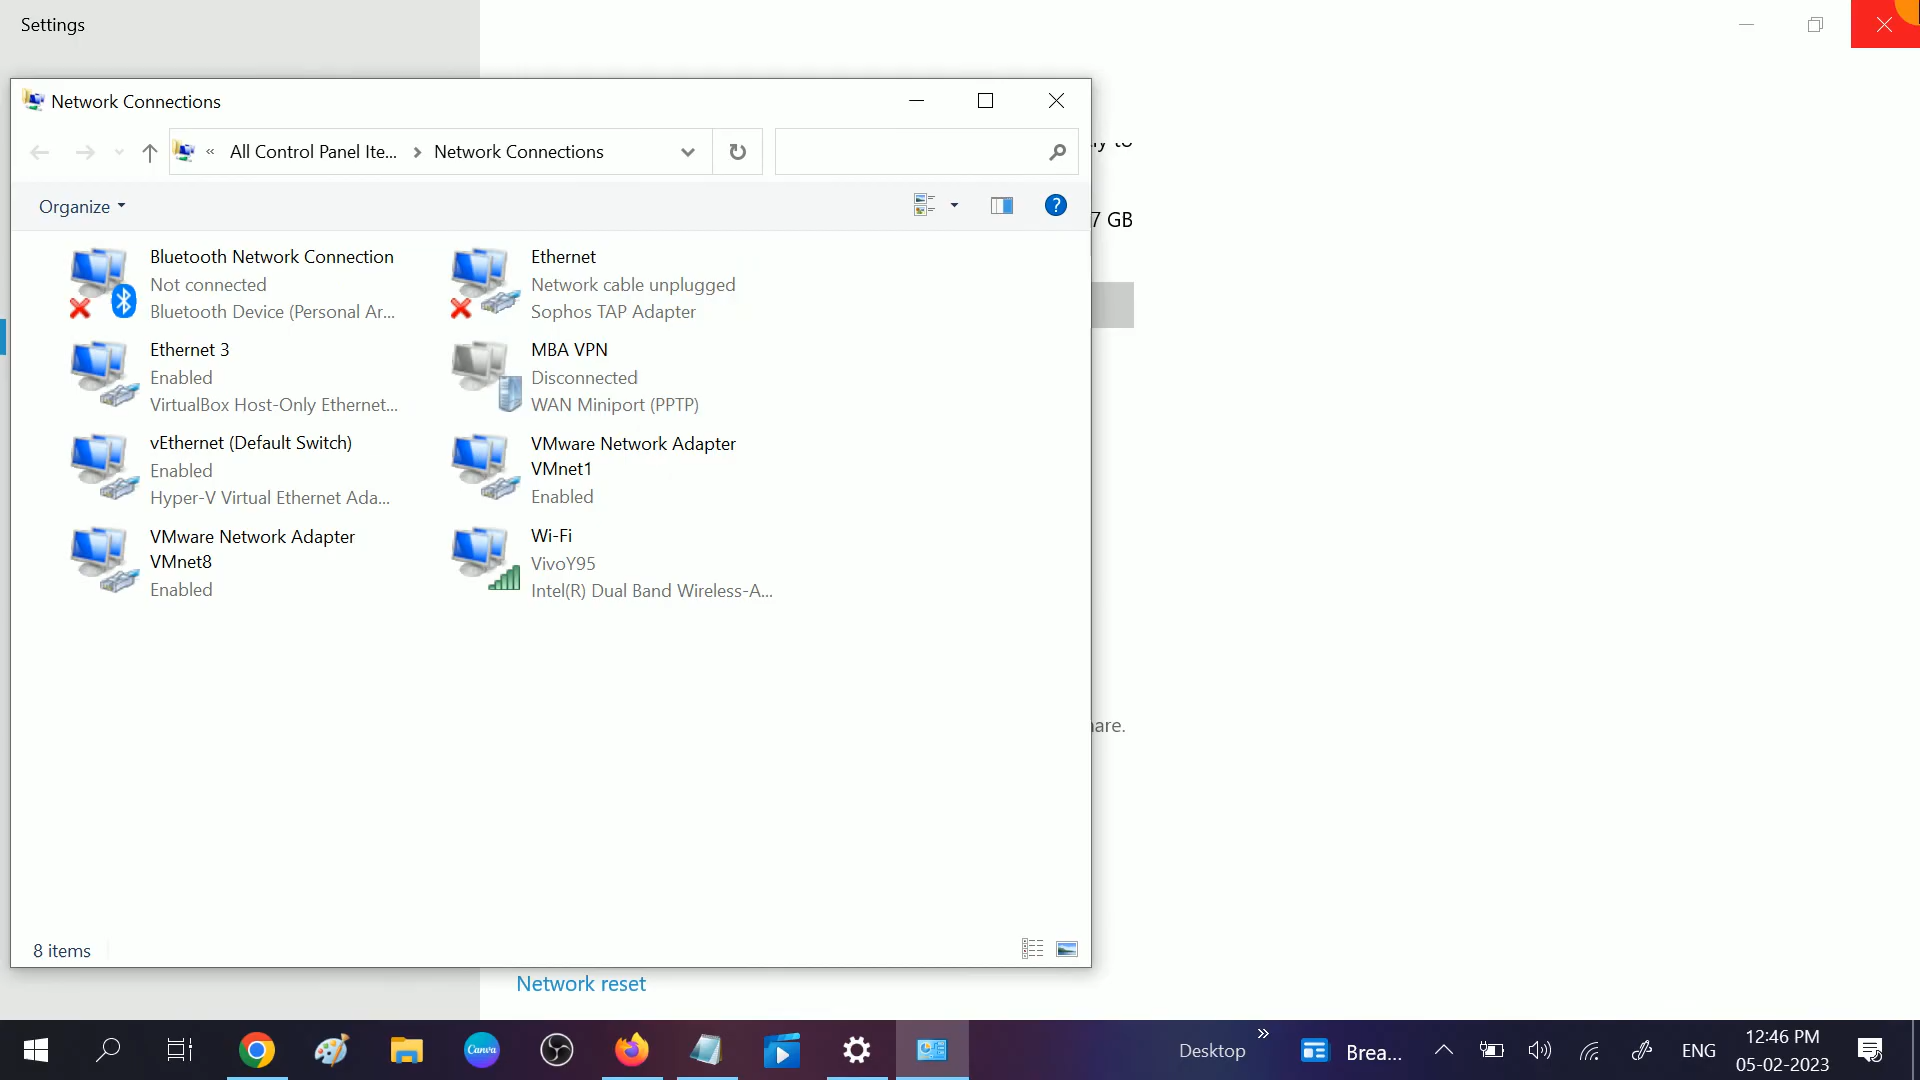 Settings
Network Connections
« All Control Panel Ite... > Network Connections
Organize
7 GB
Bluetooth Network Connection
Not connected
Bluetooth Device (Personal Ar...
Ethernet
Network cable unplugged
Sophos TAP Adapter
Ethernet 3
Enabled
VirtualBox Host-Only Ethernet...
MBA VPN
Disconnected
WAN Miniport (PPTP)
vEthernet (Default Switch)
Enabled
Hyper-V Virtual Ethernet Ada...
VMware Network Adapter
VMnet1
Enabled
VMware Network Adapter
VMnet8
Enabled
Wi-Fi
VivoY95
Intel(R) Dual Band Wireless-A...
8 items
Network reset
Canva
Desktop
Brea...
ENG
12:46 PM
05-02-2023